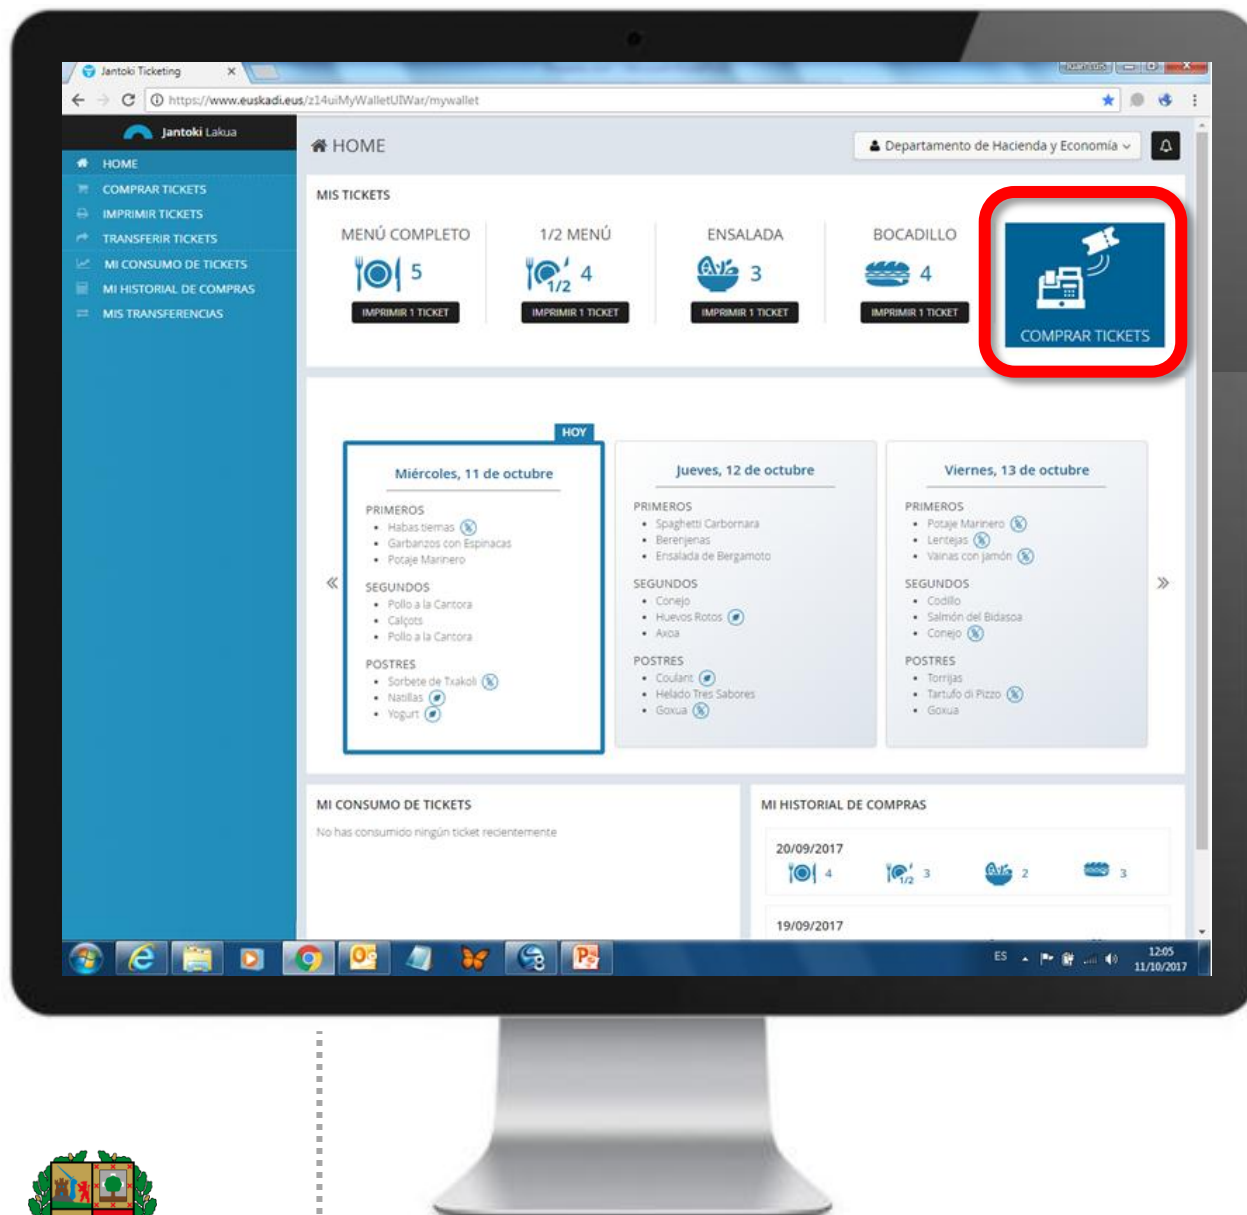 Jantoki Ticketing
https://www.euskadi.eus/z14uiMyWalletUIWar/mywallet
Jantoki Lakua
HOME
COMPRAR TICKETS
IMPRIMIR TICKETS
TRANSFERIR TICKETS
MI CONSUMO DE TICKETS
MI HISTORIAL DE COMPRAS
MIS TRANSFERENCIAS
HOME
Departamento de Hacienda y Economía
MIS TICKETS
MENÚ COMPLETO
5
IMPRIMIR 1 TICKET
1/2 MENÚ
1/2 4
IMPRIMIR 1 TICKET
ENSALADA
3
IMPRIMIR 1 TICKET
BOCADILLO
4
IMPRIMIR 1 TICKET
COMPRAR TICKETS
HOY
Miércoles, 11 de octubre
PRIMEROS
• Habas tiernas
• Garbanzos con Espinacas
• Potaje Marinero
SEGUNDOS
• Pollo a la Cantora
• Calçots
• Pollo a la Cantora
POSTRES
• Sorbete de Txakoli
• Natillas
• Yogurt
Jueves, 12 de octubre
PRIMEROS
• Spaghetti Carbornara
• Berenjenas
• Ensalada de Bergamoto
SEGUNDOS
• Conejo
• Huevos Rotos
• Axoa
POSTRES
• Coulant
• Helado Tres Sabores
• Goxua
Viernes, 13 de octubre
PRIMEROS
• Potaje Marinero
• Lentejas
• Vainas con jamón
SEGUNDOS
• Codillo
• Salmón del Bidasoa
• Conejo
POSTRES
• Torrijas
• Tartufo di Pizzo
• Goxua
«
»
MI CONSUMO DE TICKETS
No has consumido ningún ticket recientemente
MI HISTORIAL DE COMPRAS
20/09/2017
4 1/2 3 2 3
19/09/2017
ES
12:05
11/10/2017